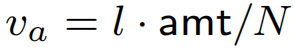 v_a = l · amt/N